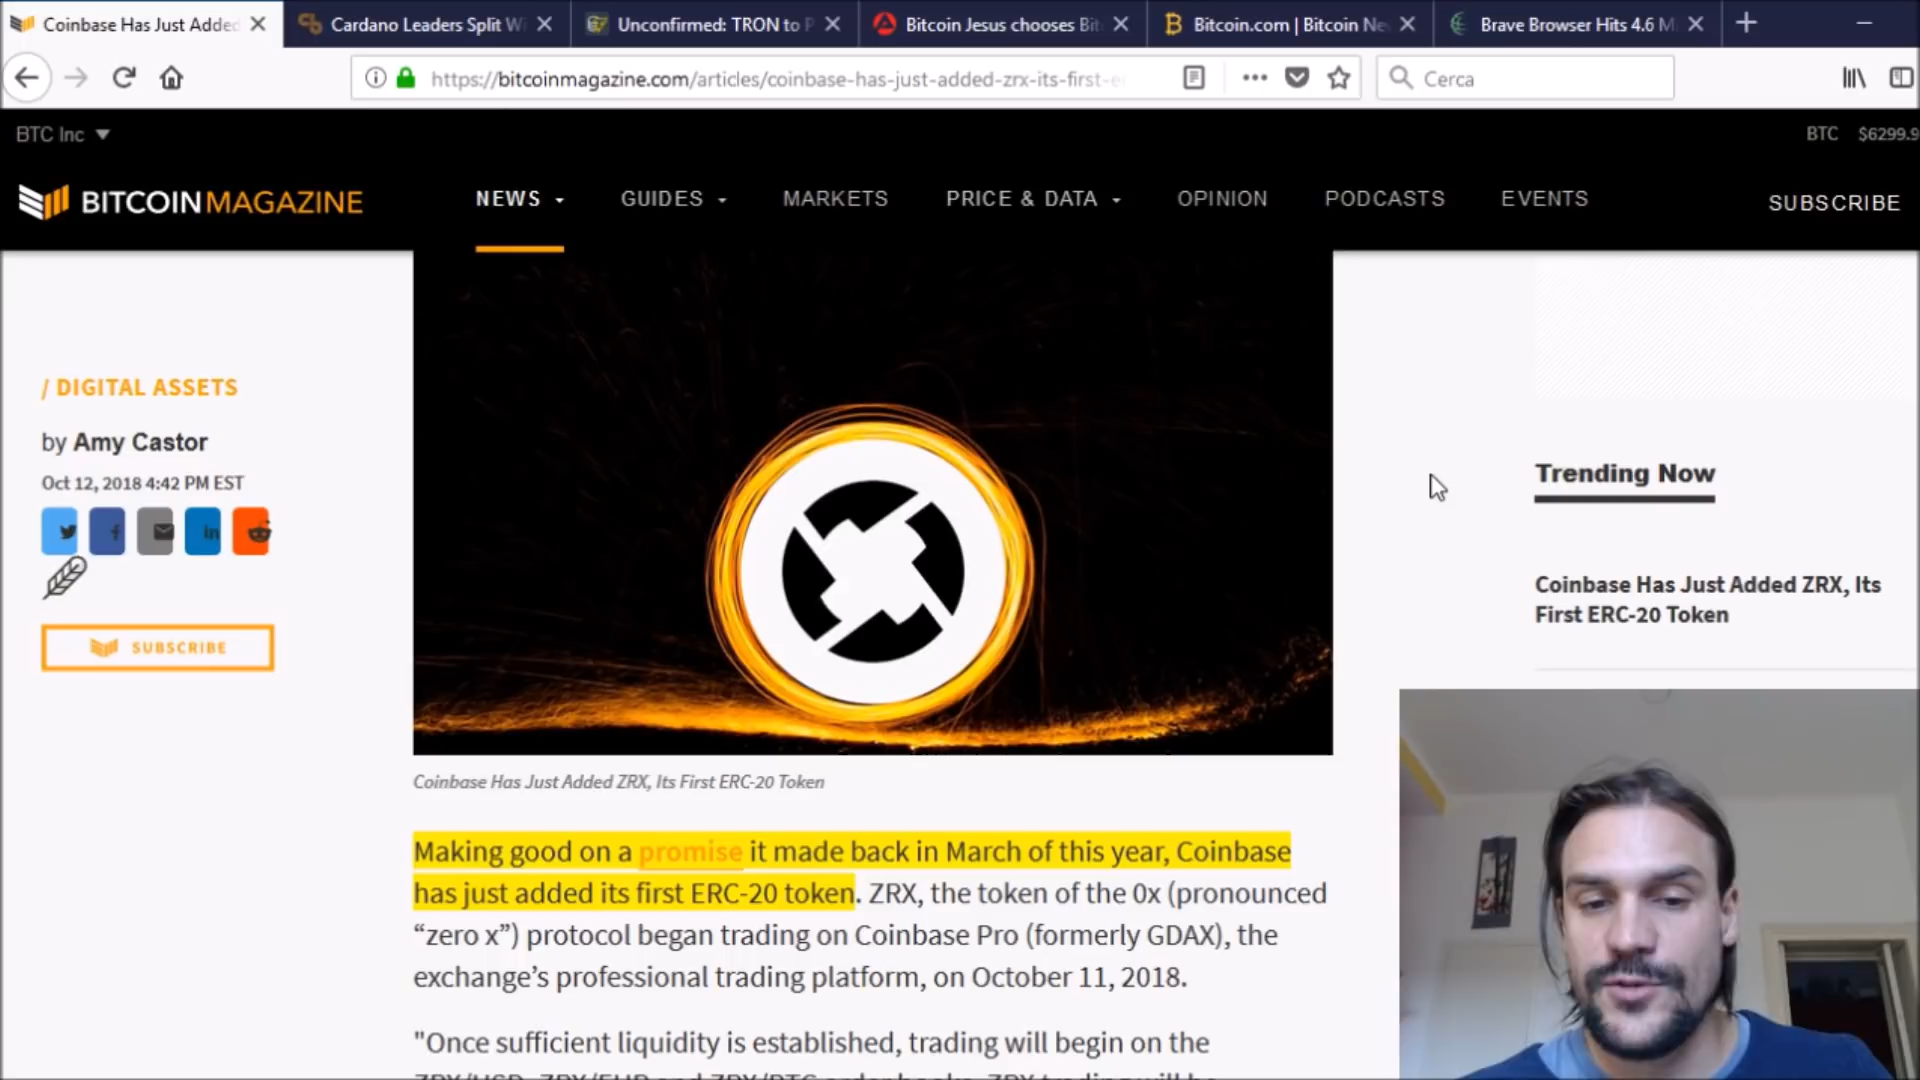 Coinbase Has Just Added
Cardano Leaders Split Wi
Unconfirmed: TRON to P
Bitcoin Jesus chooses Bit
Bitcoin.com | Bitcoin Ne
Brave Browser Hits 4.6 M
https://bitcoinmagazine.com/articles/coinbase-has-just-added-zrx-its-first-e
Cerca
BTC Inc
BTC $6299.9
BITCOINMAGAZINE
NEWS
GUIDES
MARKETS
PRICE & DATA
OPINION
PODCASTS
EVENTS
SUBSCRIBE
/ DIGITAL ASSETS
by Amy Castor
Oct 12, 2018 4:42 PM EST
SUBSCRIBE
Coinbase Has Just Added ZRX, Its First ERC-20 Token
Making good on a promise it made back in March of this year, Coinbase
has just added its first ERC-20 token. ZRX, the token of the 0x (pronounced
“zero x”) protocol began trading on Coinbase Pro (formerly GDAX), the
exchange’s professional trading platform, on October 11, 2018.
"Once sufficient liquidity is established, trading will begin on the
Trending Now
Coinbase Has Just Added ZRX, Its
First ERC-20 Token